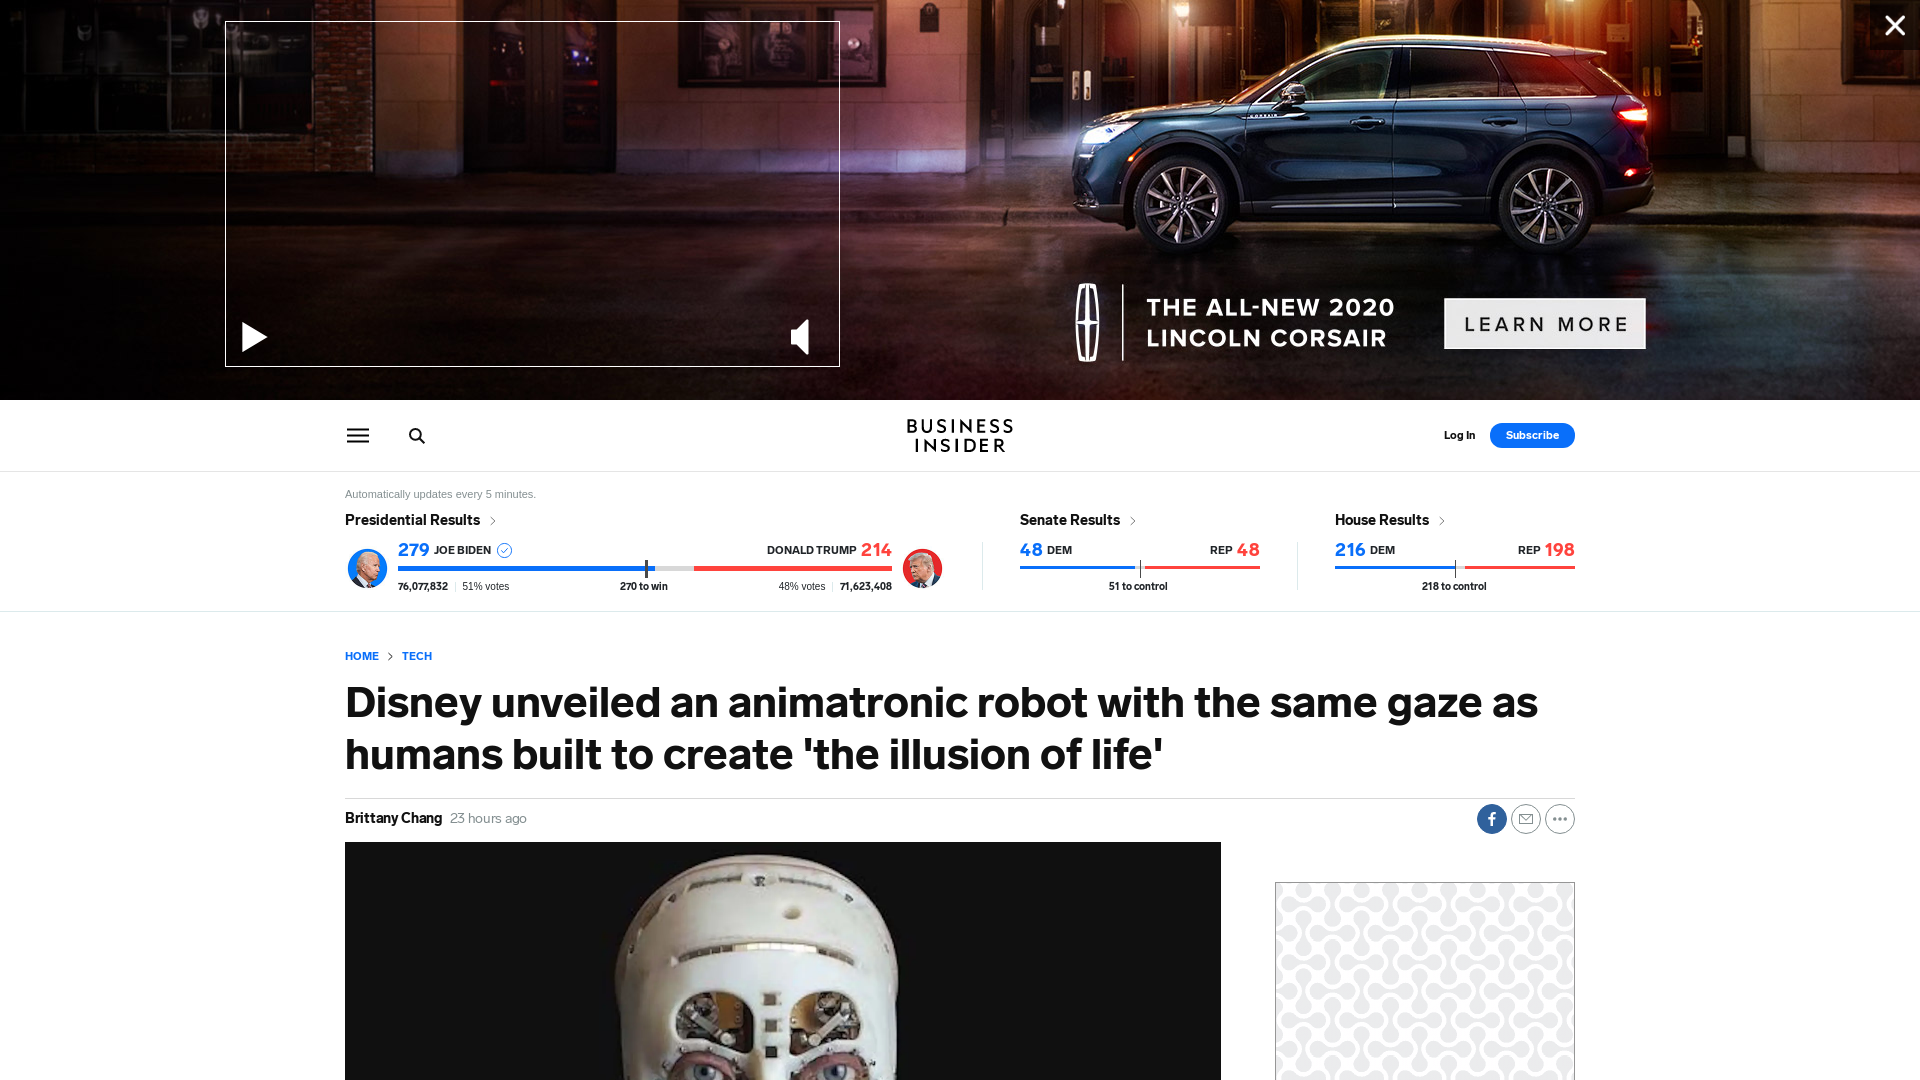 THE ALL-NEW 2020
LINCOLN CORSAIR
LEARN MORE
BUSINESS
INSIDER
Log In
Subscribe
Automatically updates every 5 minutes.
Presidential Results
279 JOE BIDEN
DONALD TRUMP 214
76,077,832 51% votes
270 to win
48% votes 71,623,408
Senate Results
48 DEM
REP 48
51 to control
House Results
216 DEM
REP 198
218 to control
HOME > TECH
Disney unveiled an animatronic robot with the same gaze as
humans built to create 'the illusion of life'
Brittany Chang 23 hours ago